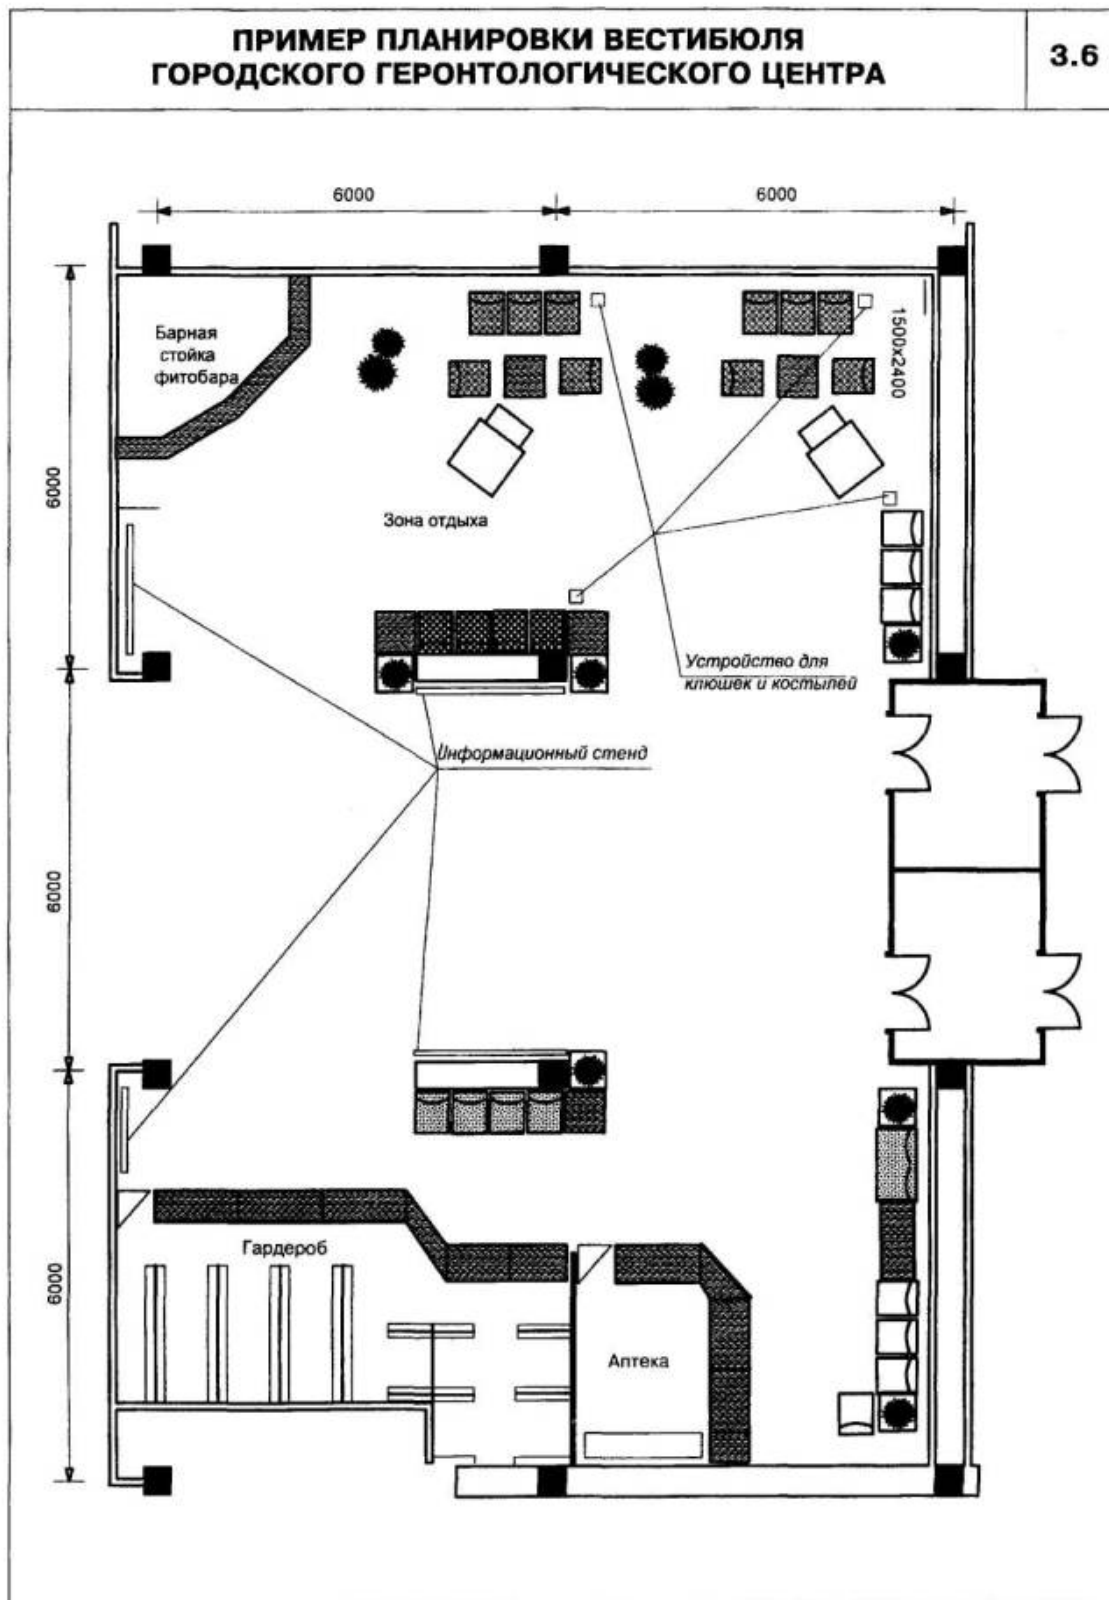 ПРИМЕР ПЛАНИРОВКИ ВЕСТИБЮЛЯ
ГОРОДСКОГО ГЕРОНТОЛОГИЧЕСКОГО ЦЕНТРА
3.6
6000
6000
Барная
стойка
фитобара
1500x2400
6000
Зона отдыха
Устройство для
клюшек и костылей
Информационный стенд
6000
Гардероб
6000
Аптека